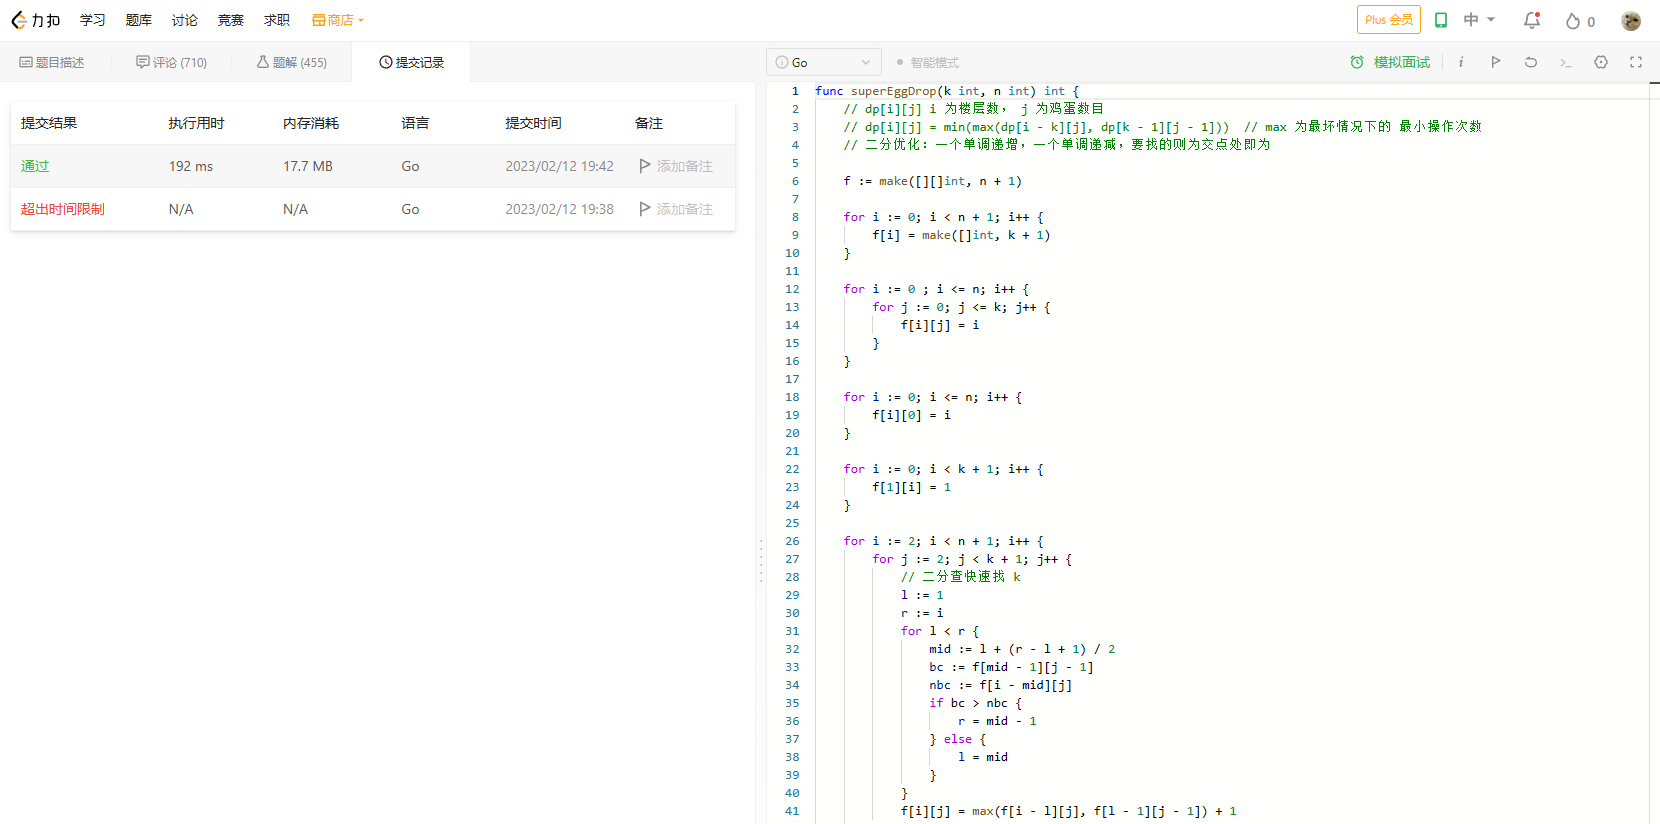 力扣 学习 题库 讨论 竞赛 求职 商店 Plus 会员 中 0
题目描述 评论 (710) 题解 (455) 提交记录
Go 智能模式 模拟面试
提交结果 执行用时 内存消耗 语言 提交时间 备注
通过 192 ms 17.7 MB Go 2023/02/12 19:42 添加备注
超出时间限制 N/A N/A Go 2023/02/12 19:38 添加备注
1 func superEggDrop(k int, n int) int {
2 // dp[i][j] i 为楼层数， j 为鸡蛋数目
3 // dp[i][j] = min(max(dp[i - k][j], dp[k - 1][j - 1])) // max 为最坏情况下的 最小操作次数
4 // 二分优化：一个单调递增，一个单调递减，要找的则为交点处即为
5
6 f := make([][]int, n + 1)
7
8 for i := 0; i < n + 1; i++ {
9 f[i] = make([]int, k + 1)
10 }
11
12 for i := 0 ; i <= n; i++ {
13 for j := 0; j <= k; j++ {
14 f[i][j] = i
15 }
16 }
17
18 for i := 0; i <= n; i++ {
19 f[i][0] = i
20 }
21
22 for i := 0; i < k + 1; i++ {
23 f[1][i] = 1
24 }
25
26 for i := 2; i < n + 1; i++ {
27 for j := 2; j < k + 1; j++ {
28 // 二分查快速找 k
29 l := 1
30 r := i
31 for l < r {
32 mid := l + (r - l + 1) / 2
33 bc := f[mid - 1][j - 1]
34 nbc := f[i - mid][j]
35 if bc > nbc {
36 r = mid - 1
37 } else {
38 l = mid
39 }
40 }
41 f[i][j] = max(f[i - l][j], f[l - 1][j - 1]) + 1